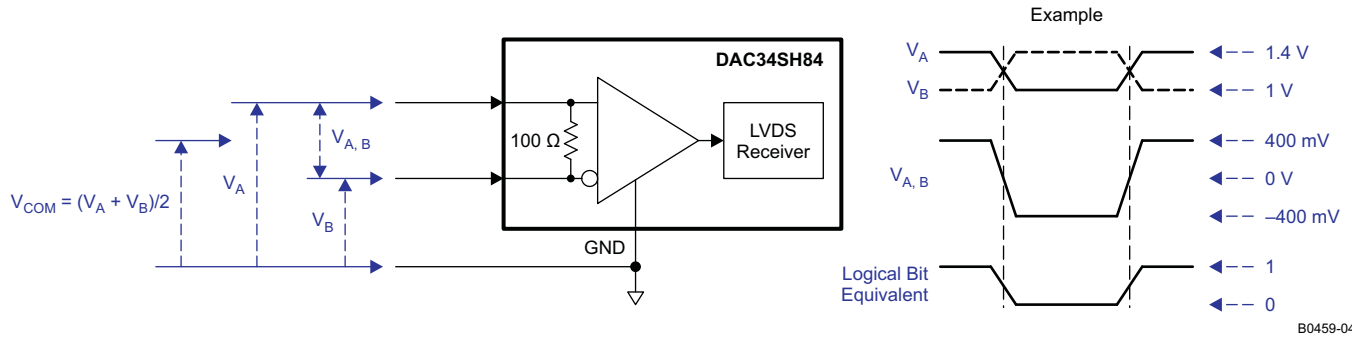 Example
DAC34SH84
V_A
1.4 V
V_B
1 V
100 Ω
LVDS
Receiver
V_A, B
V_A
V_COM = (V_A + V_B)/2
V_B
GND
400 mV
V_A, B
0 V
–400 mV
Logical Bit
Equivalent
1
0
B0459-04